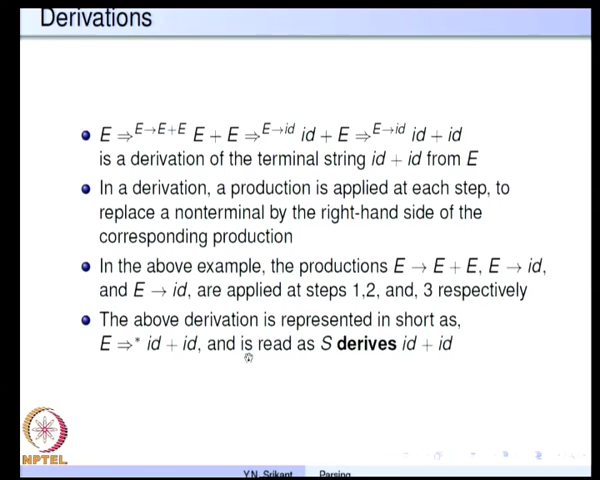 Derivations
E ⇒^{E→E+E} E + E ⇒^{E→id} id + E ⇒^{E→id} id + id
is a derivation of the terminal string id + id from E
In a derivation, a production is applied at each step, to
replace a nonterminal by the right-hand side of the
corresponding production
In the above example, the productions E → E + E, E → id,
and E → id, are applied at steps 1,2, and, 3 respectively
The above derivation is represented in short as,
E ⇒* id + id, and is read as S derives id + id
NPTEL
Y.N. Srikant Parsing